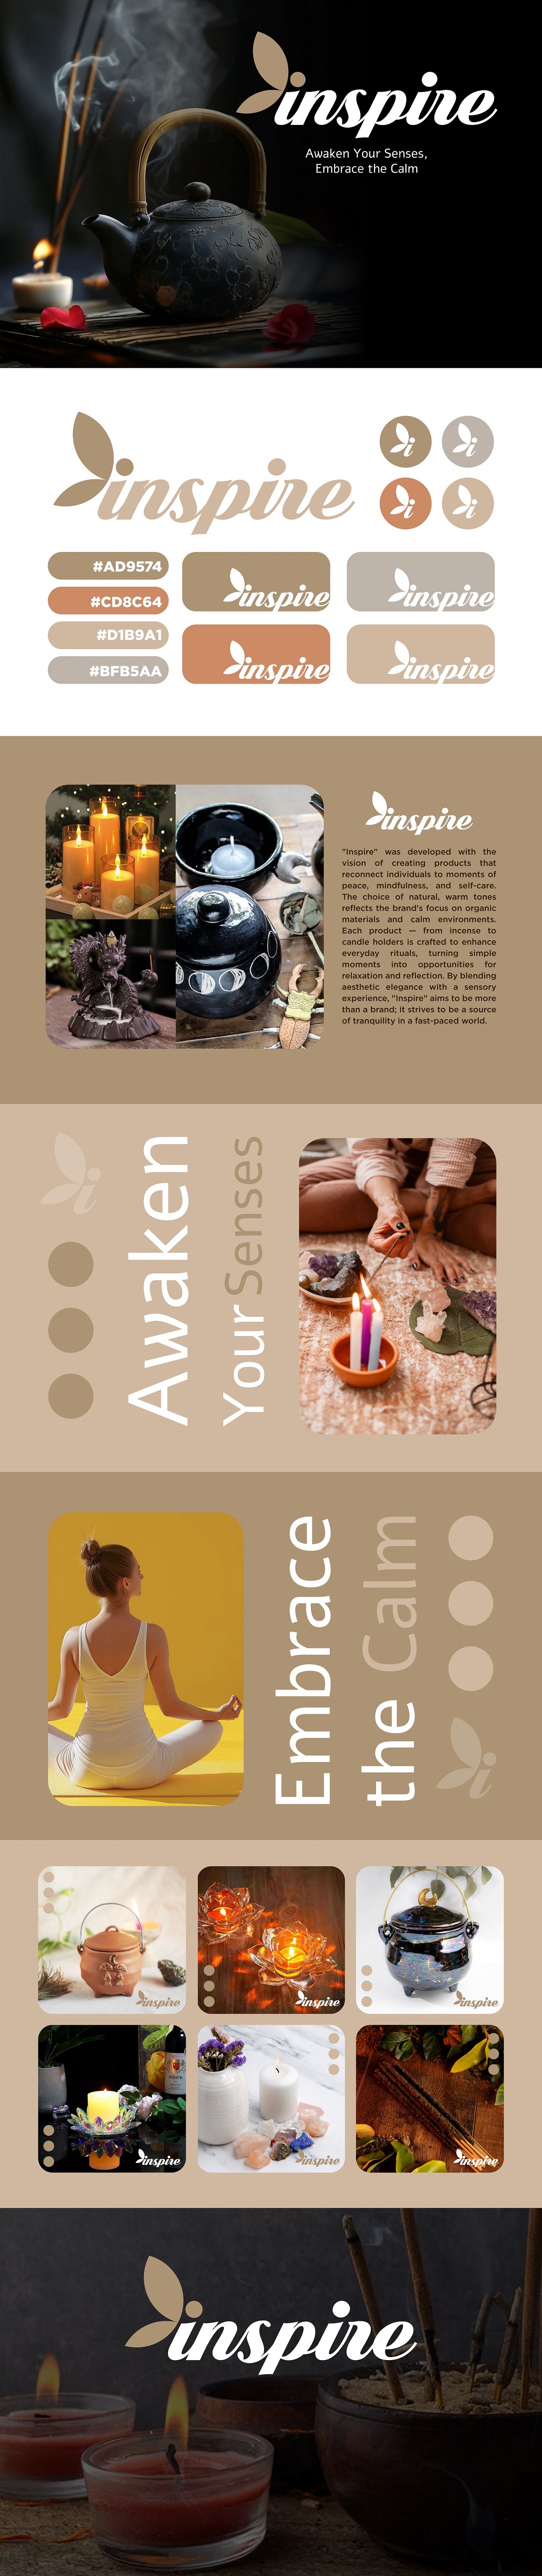 inspire
Awaken Your Senses,
Embrace the Calm
inspire
i
i
i
i
#AD9574
#CD8C64
#D1B9A1
#BFB5AA
inspire
inspire
inspire
inspire
inspire
"Inspire" was developed with the
vision of creating products that
reconnect individuals to moments of
peace, mindfulness, and self-care.
The choice of natural, warm tones
reflects the brand's focus on organic
materials and calm environments.
Each product — from incense to
candle holders is crafted to enhance
everyday rituals, turning simple
moments into opportunities for
relaxation and reflection. By blending
aesthetic elegance with a sensory
experience, "Inspire" aims to be more
than a brand; it strives to be a source
of tranquility in a fast-paced world.
i
Awaken
Your Senses
Embrace
the Calm
i
inspire
inspire
inspire
inspire
inspire
inspire
inspire